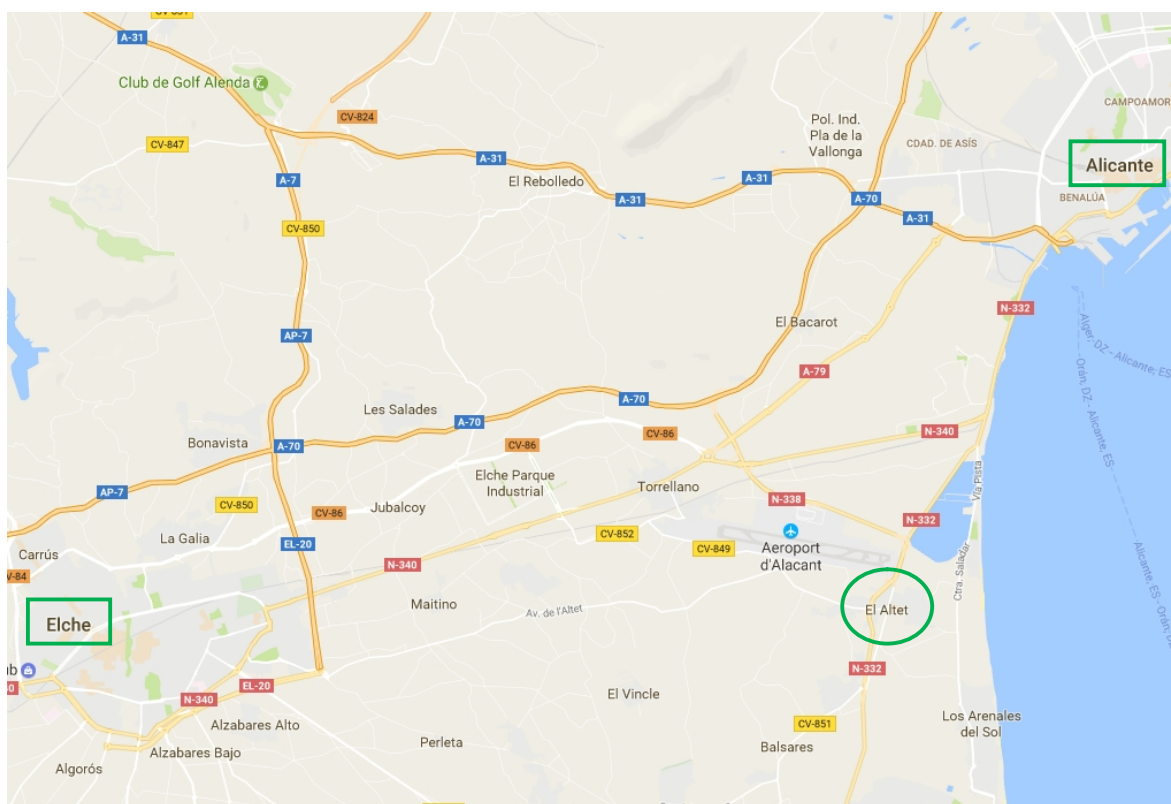 A-31
Club de Golf Alenda
CV-824
CAMPOAMOR
Pol. Ind.
Pla de la
Vallonga
CDAD. DE ASÍS
CV-847
A-31
Alicante
El Rebolledo
A-7
A-31
A-31
A-70
BENALÚA
A-31
CV-850
N-332
El Bacarot
AP-7
Alger, DZ - Alicante, ES
Orán, DZ - Alicante, ES
A-79
Les Salades
A-70
A-70
Bonavista
A-70
CV-86
CV-86
N-340
Vía Pista
Elche Parque
Industrial
Torrellano
AP-7
CV-850
CV-86
Jubalcoy
N-338
N-332
La Galia
CV-852
EL-20
CV-849
Aeroport
d'Alacant
Carrús
N-340
CV-84
Ctra. Saladar
Alicante, ES - Orán, DZ
Maitino
Av. de l'Altet
El Altet
Elche
N-332
EL-20
N-340
El Vincle
Alzabares Alto
CV-851
Los Arenales
del Sol
Perleta
Balsares
Alzabares Bajo
Algorós